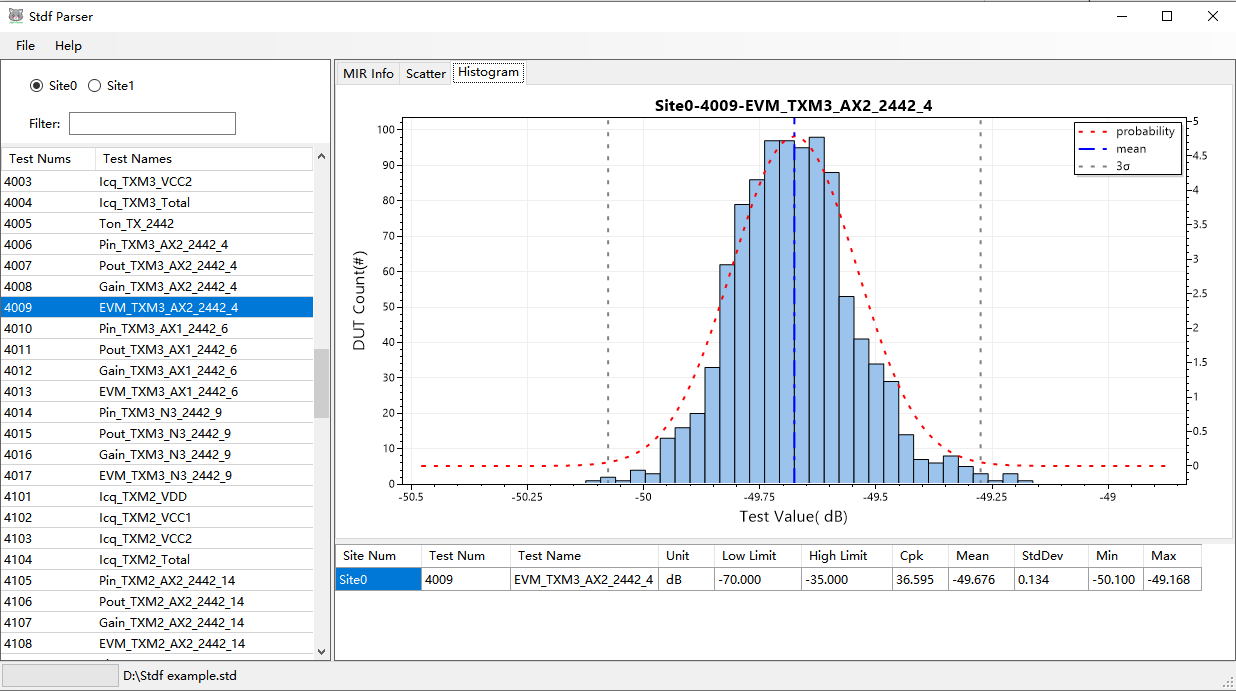 Stdf Parser
File Help
Site0 Site1
Filter:
Test Nums Test Names
4003 Icq_TXM3_VCC2
4004 Icq_TXM3_Total
4005 Ton_TX_2442
4006 Pin_TXM3_AX2_2442_4
4007 Pout_TXM3_AX2_2442_4
4008 Gain_TXM3_AX2_2442_4
4009 EVM_TXM3_AX2_2442_4
4010 Pin_TXM3_AX1_2442_6
4011 Pout_TXM3_AX1_2442_6
4012 Gain_TXM3_AX1_2442_6
4013 EVM_TXM3_AX1_2442_6
4014 Pin_TXM3_N3_2442_9
4015 Pout_TXM3_N3_2442_9
4016 Gain_TXM3_N3_2442_9
4017 EVM_TXM3_N3_2442_9
4101 Icq_TXM2_VDD
4102 Icq_TXM2_VCC1
4103 Icq_TXM2_VCC2
4104 Icq_TXM2_Total
4105 Pin_TXM2_AX2_2442_14
4106 Pout_TXM2_AX2_2442_14
4107 Gain_TXM2_AX2_2442_14
4108 EVM_TXM2_AX2_2442_14
MIR Info Scatter Histogram
Site0-4009-EVM_TXM3_AX2_2442_4
DUT Count(#)
100
90
80
70
60
50
40
30
20
10
0
probability
mean
3σ
5
4.5
4
3.5
3
2.5
2
1.5
1
0.5
0
-50.5 -50.25 -50 -49.75 -49.5 -49.25 -49
Test Value( dB)
Site Num Test Num Test Name Unit Low Limit High Limit Cpk Mean StdDev Min Max
Site0 4009 EVM_TXM3_AX2_2442_4 dB -70.000 -35.000 36.595 -49.676 0.134 -50.100 -49.168
D:\Stdf example.std